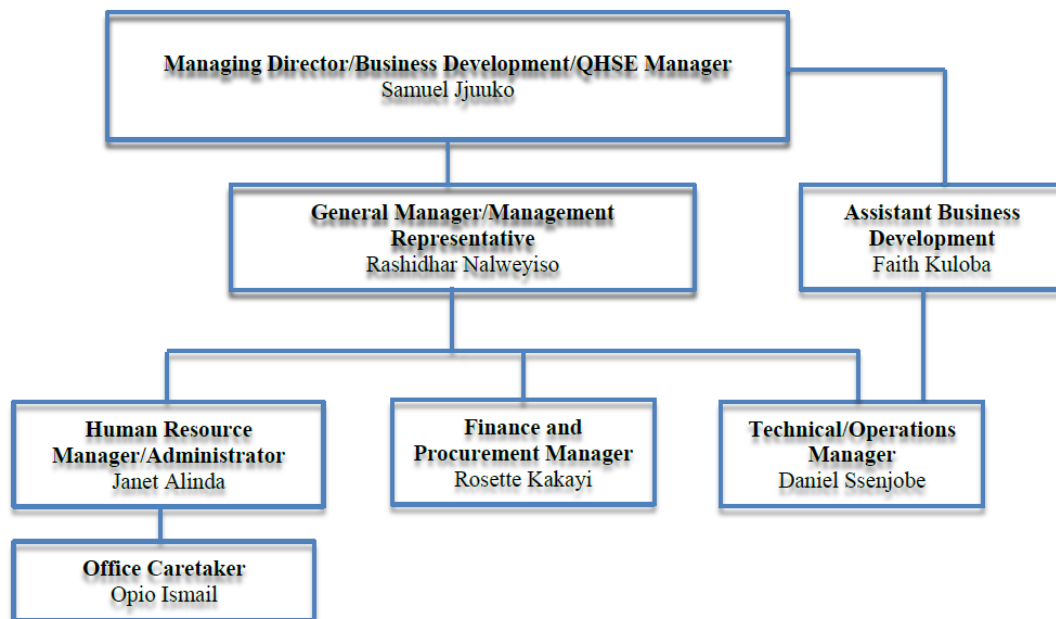 Managing Director/Business Development/QHSE Manager
Samuel Jjuuko
General Manager/Management
Representative
Rashidhar Nalweyiso
Assistant Business
Development
Faith Kuloba
Human Resource
Manager/Administrator
Janet Alinda
Finance and
Procurement Manager
Rosette Kakayi
Technical/Operations
Manager
Daniel Ssenjobe
Office Caretaker
Opio Ismail